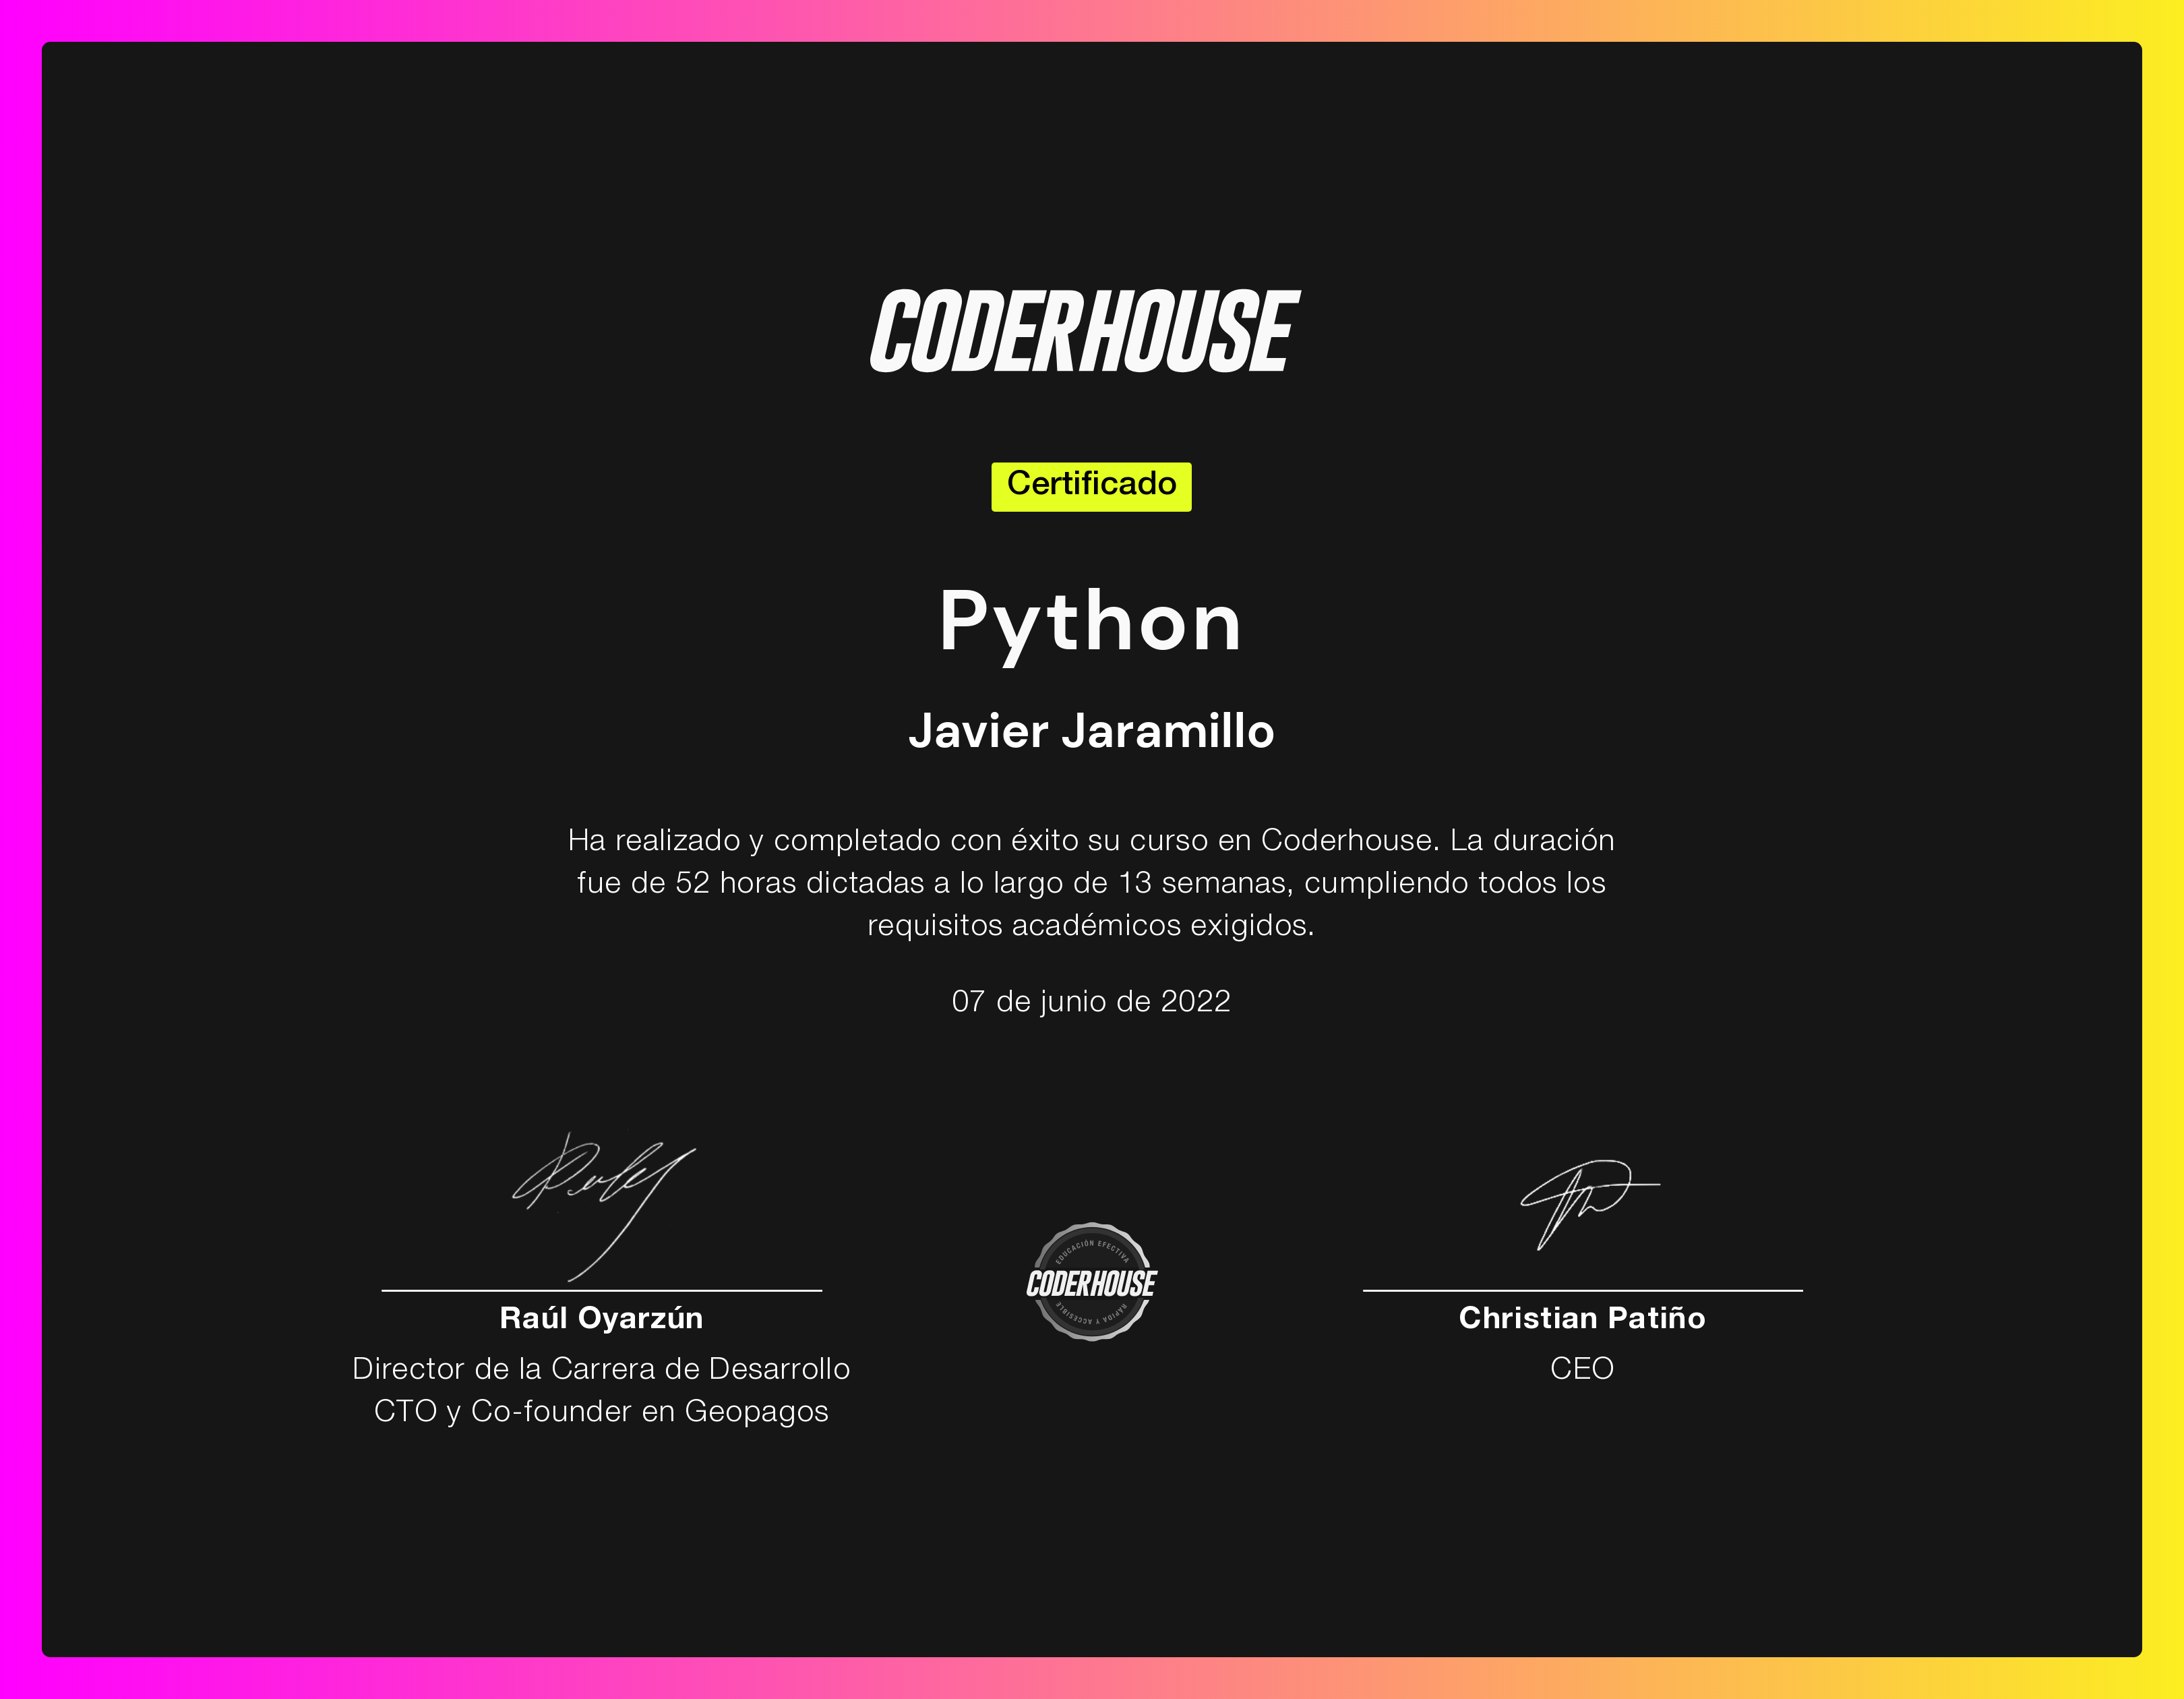 CODERHOUSE
Certificado
Python
Javier Jaramillo
Ha realizado y completado con éxito su curso en Coderhouse. La duración
fue de 52 horas dictadas a lo largo de 13 semanas, cumpliendo todos los
requisitos académicos exigidos.
07 de junio de 2022
Raúl Oyarzún
Director de la Carrera de Desarrollo
CTO y Co-founder en Geopagos
EDUCACIÓN EFECTIVA
CODERHOUSE
RÁPIDA Y ACCESIBLE
Christian Patiño
CEO